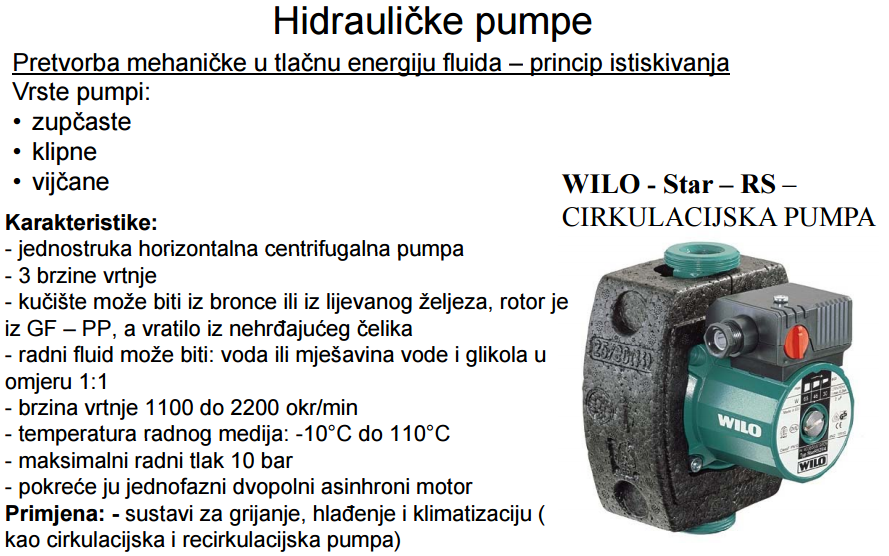 Hidrauličke pumpe
Pretvorba mehaničke u tlačnu energiju fluida – princip istiskivanja
Vrste pumpi:
• zupčaste
• klipne
• vijčane
WILO - Star – RS –
CIRKULACIJSKA PUMPA
Karakteristike:
- jednostruka horizontalna centrifugalna pumpa
- 3 brzine vrtnje
- kučište može biti iz bronce ili iz lijevanog željeza, rotor je
iz GF – PP, a vratilo iz nehrđajućeg čelika
- radni fluid može biti: voda ili mješavina vode i glikola u
omjeru 1:1
- brzina vrtnje 1100 do 2200 okr/min
- temperatura radnog medija: -10°C do 110°C
- maksimalni radni tlak 10 bar
- pokreće ju jednofazni dvopolni asinhroni motor
Primjena: - sustavi za grijanje, hlađenje i klimatizaciju (
kao cirkulacijska i recirkulacijska pumpa)
WILO
WILO